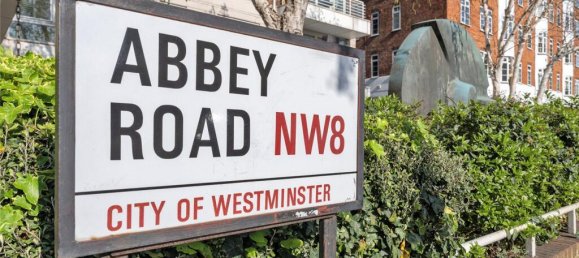 ABBEY
ROAD NW8
CITY OF WESTMINSTER